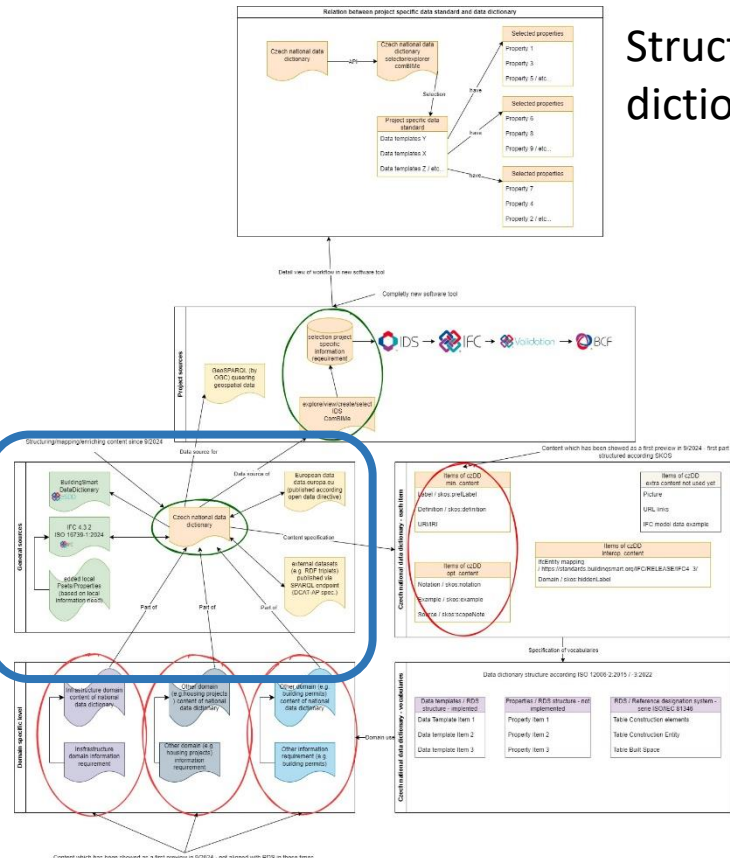 Relation between project specific data standard and data dictionary
Struct
dictio
Czech national data
dictionary
API
Czech national data
dictionary
selector/explorer
comBIMe
Selection
Project specific data
standard
Data templates Y
Data templates X
Data templates Z / etc..
have
have
have
Selected properties
Property 1
Property 3
Property 5 / etc...
Selected properties
Property 6
Property 8
Property 9 / etc...
Selected properties
Property 7
Property 4
Property 2 / etc...
Detail view of workflow in new software tool
Completly new software tool
Project sources
GeoSPARQL (by
OGC) quering
geospatial data
selection project
specific
information
explore/view/create/select
IDS
ComBIMe
IDS
IFC
Validation
BCF
Structuring/mapping/enriching content since 9/2024
Data source for
Data source of
General sources
BuildingSmart
DataDictionary
IFC 4.3.2
ISO 16739-1:2024
added local
Psets/Properties
(based on local
information needs)
Czech national data
dictionary
European data
data.europa.eu
(published according
open data directive)
external datasets
(e.g. RDF triplets)
published via
SPARQL endpoint
(DCAT-AP spec.)
Content specification
Part of
Part of
Part of
Content which has been showed as a first preview in 9/2024 - first part
structured according SKOS
Czech national data dictionary - each item
Items of czDD
min. content
Label / skos:prefLabel
Definition / skos:definition
URI/IRI
Items of czDD
extra content not used yet
Picture
URL links
IFC model data example
Items of czDD
interop. content
IfcEntity mapping
/ https://standards.buildingsmart.org/IFC/RELEASE/IFC4_3/
Domain / skos:hiddenLabel
Items of czDD
opt. content
Notation / skos:notation
Example / skos:example
Source / skos:scopeNote
Specification of vocabularies
Domain specific level
Infrastructure domain
content of national
data dictionary
domain information
requirement
Other domain
(e.g.housing projects
) content of national
data dictionary
Other domain (e.g.
housing projects)
information
requirement
Other domain (e.g.
building permits)
content of national
data dictionary
Other information
requirement (e.g.
building permits)
Domain use
Czech national data dictionary - vocabularies
Data dictionary structure according ISO 12006-2:2015 / -3:2022
Data templates / RDS
structure - implemented
Data Template Item 1
Data Template Item 2
Data Template Item 3
Properties / RDS structure - not
implemented
Property Item 1
Property Item 2
Property Item 3
RDS / Reference designation system -
serie ISO/IEC 81346
Table Construction elements
Table Construction Entity
Table Built Space